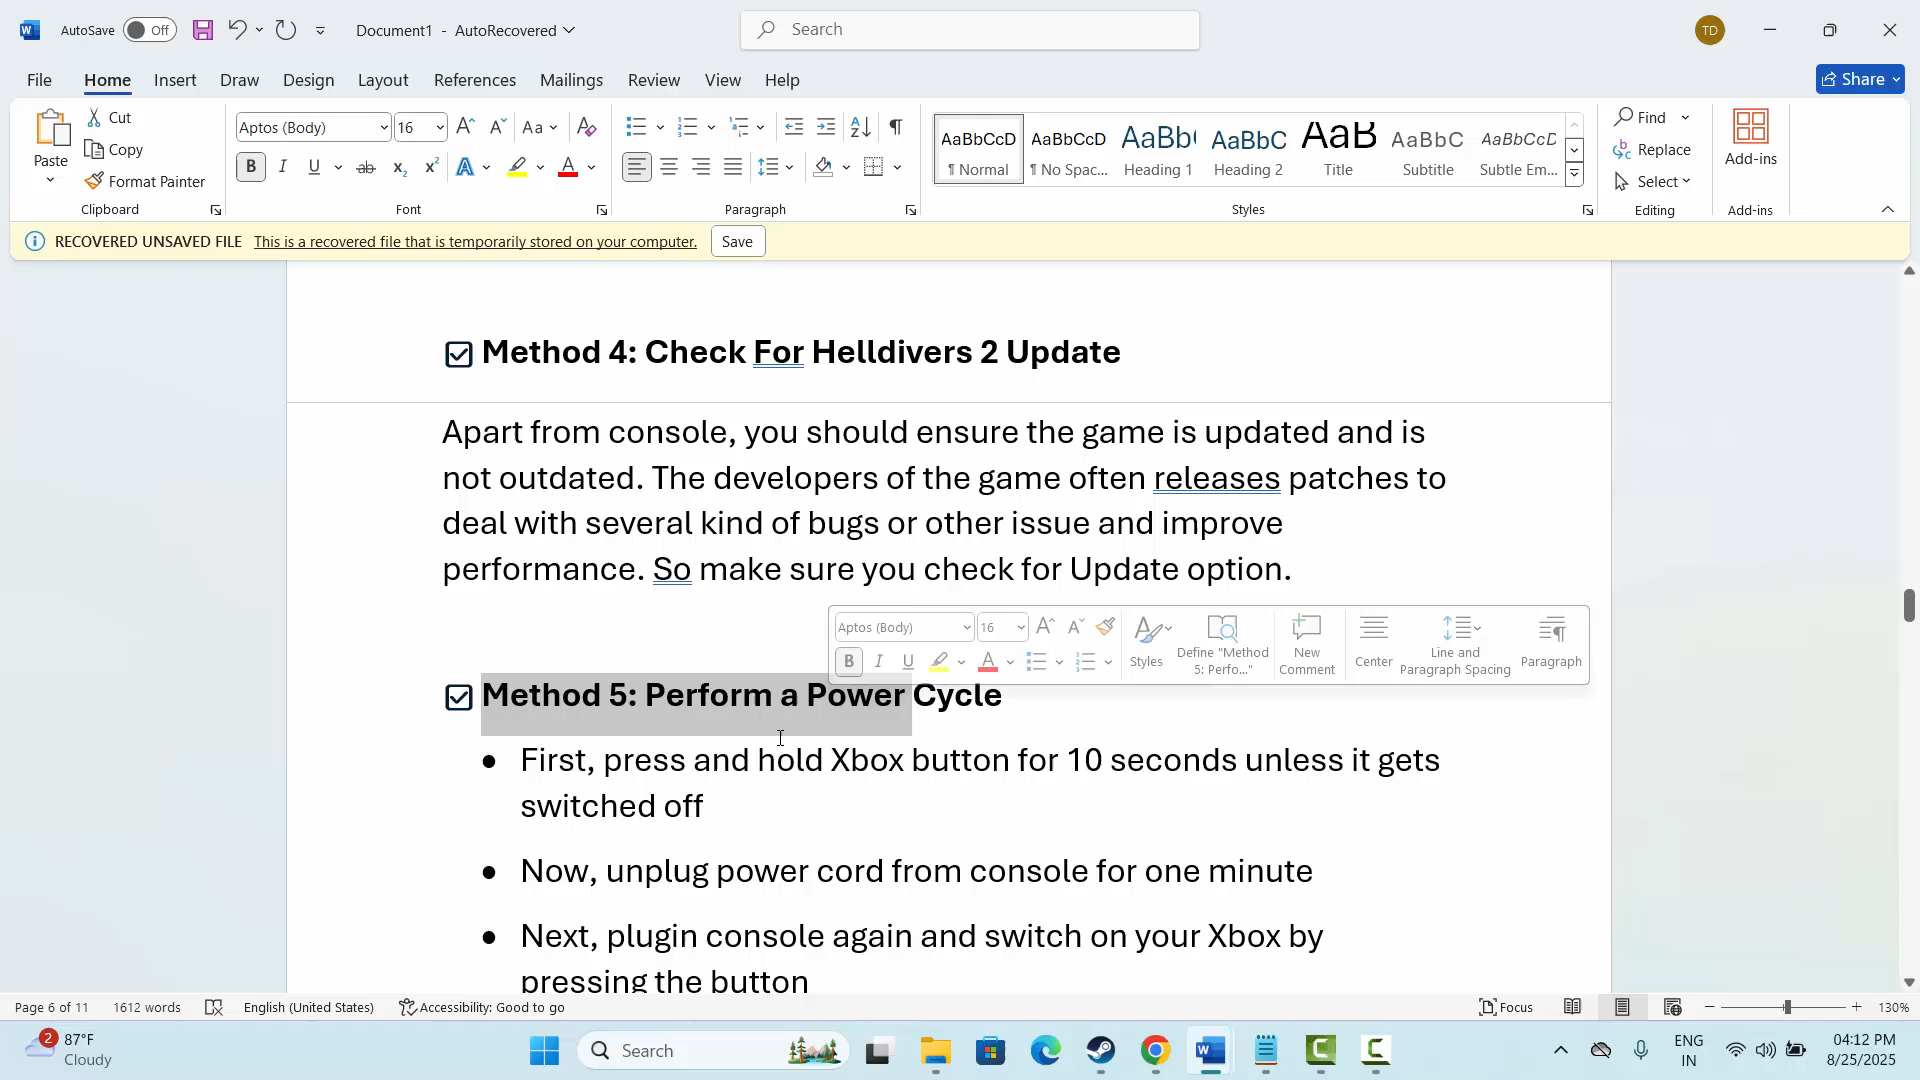 AutoSave Off Document1 - AutoRecovered Search TD
File Home Insert Draw Design Layout References Mailings Review View Help Share
Paste Cut Copy Format Painter Clipboard
Aptos (Body) 16 Aa
B I U ab x₂ x² A A
Font
Paragraph
AaBbCcD AaBbCcD AaBb( AaBbC AaB AaBbC AaBbCcD
¶ Normal ¶ No Spac... Heading 1 Heading 2 Title Subtitle Subtle Em...
Styles
Find Replace Select Editing
Add-ins
Add-ins
RECOVERED UNSAVED FILE This is a recovered file that is temporarily stored on your computer. Save
Method 4: Check For Helldivers 2 Update
Apart from console, you should ensure the game is updated and is
not outdated. The developers of the game often releases patches to
deal with several kind of bugs or other issue and improve
performance. So make sure you check for Update option.
Aptos (Body) 16 B I U A
Styles
Define "Method
5: Perfo..."
New
Comment
Center
Line and
Paragraph Spacing
Paragraph
Method 5: Perform a Power Cycle
● First, press and hold Xbox button for 10 seconds unless it gets
switched off
● Now, unplug power cord from console for one minute
● Next, plugin console again and switch on your Xbox by
pressing the button
Page 6 of 11 1612 words English (United States) Accessibility: Good to go Focus 130%
2 87°F
Cloudy
Search
ENG
IN
04:12 PM
8/25/2025